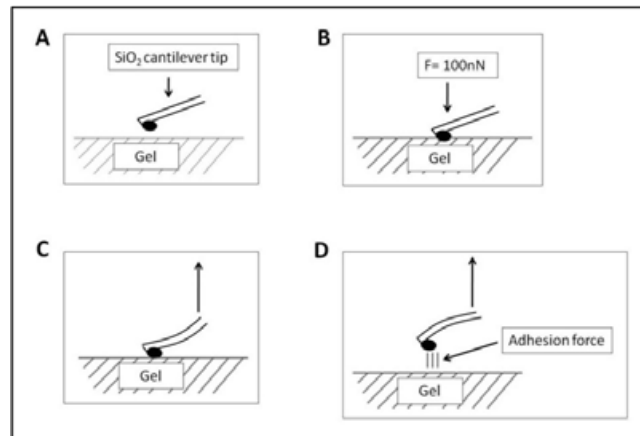 A
SiO₂ cantilever tip
Gel
B
F= 100nN
Gel
C
Gel
D
Adhesion force
Gel